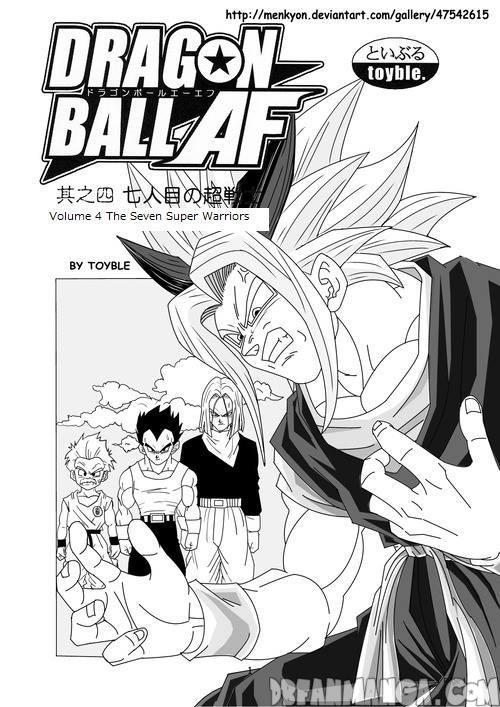 http://menkyon.deviantart.com/gallery/47542615
DRAGON
ドラゴンボールエーエフ
BALL AF
といぶる
toyble.
其之四 七人目の超戦
Volume 4 The Seven Super Warriors
BY TOYBLE
1
DREAMMANGA.COM